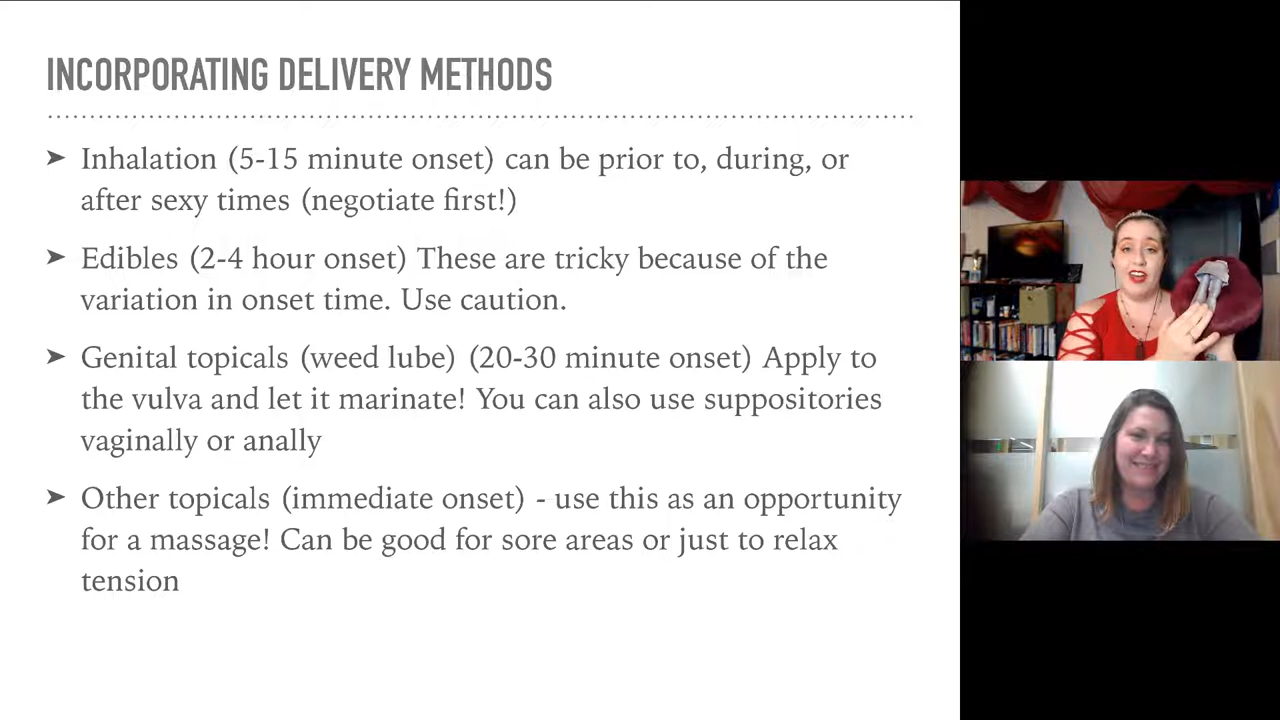 INCORPORATING DELIVERY METHODS
➤ Inhalation (5-15 minute onset) can be prior to, during, or
after sexy times (negotiate first!)
➤ Edibles (2-4 hour onset) These are tricky because of the
variation in onset time. Use caution.
➤ Genital topicals (weed lube) (20-30 minute onset) Apply to
the vulva and let it marinate! You can also use suppositories
vaginally or anally
➤ Other topicals (immediate onset) - use this as an opportunity
for a massage! Can be good for sore areas or just to relax
tension